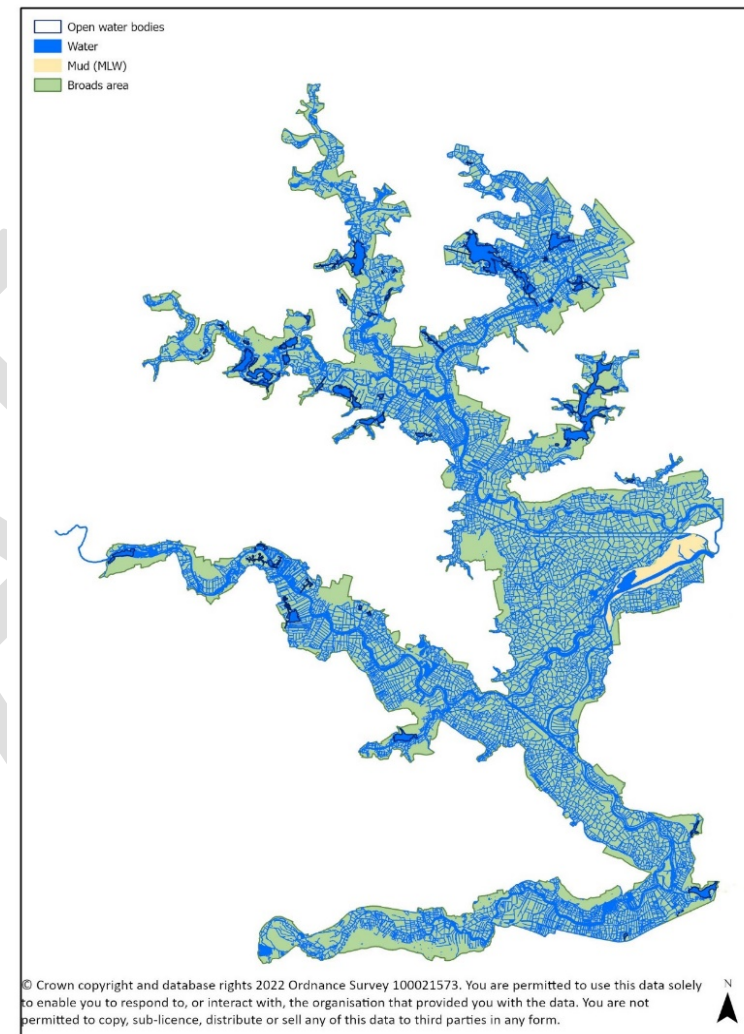 Open water bodies
Water
Mud (MLW)
Broads area
© Crown copyright and database rights 2022 Ordnance Survey 100021573. You are permitted to use this data solely
to enable you to respond to, or interact with, the organisation that provided you with the data. You are not
permitted to copy, sub-licence, distribute or sell any of this data to third parties in any form.
N